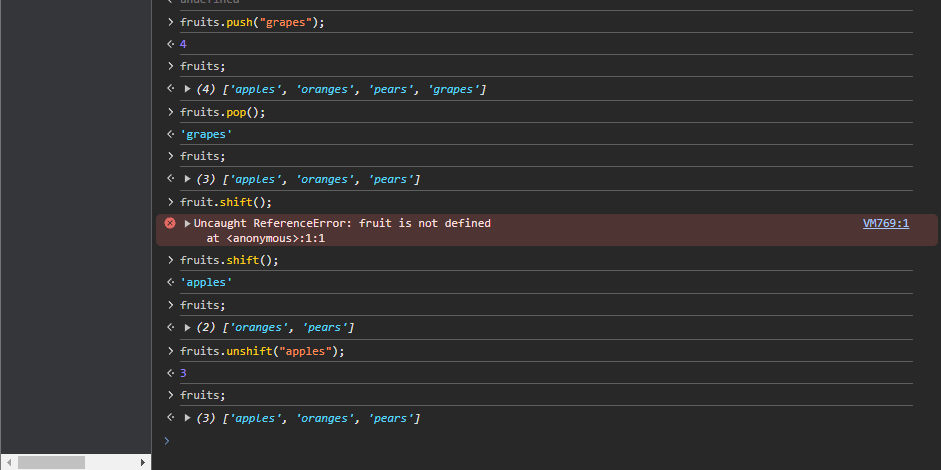 undefined
fruits.push("grapes");
4
fruits;
(4) ['apples', 'oranges', 'pears', 'grapes']
fruits.pop();
'grapes'
fruits;
(3) ['apples', 'oranges', 'pears']
fruit.shift();
Uncaught ReferenceError: fruit is not defined VM769:1
at <anonymous>:1:1
fruits.shift();
'apples'
fruits;
(2) ['oranges', 'pears']
fruits.unshift("apples");
3
fruits;
(3) ['apples', 'oranges', 'pears']